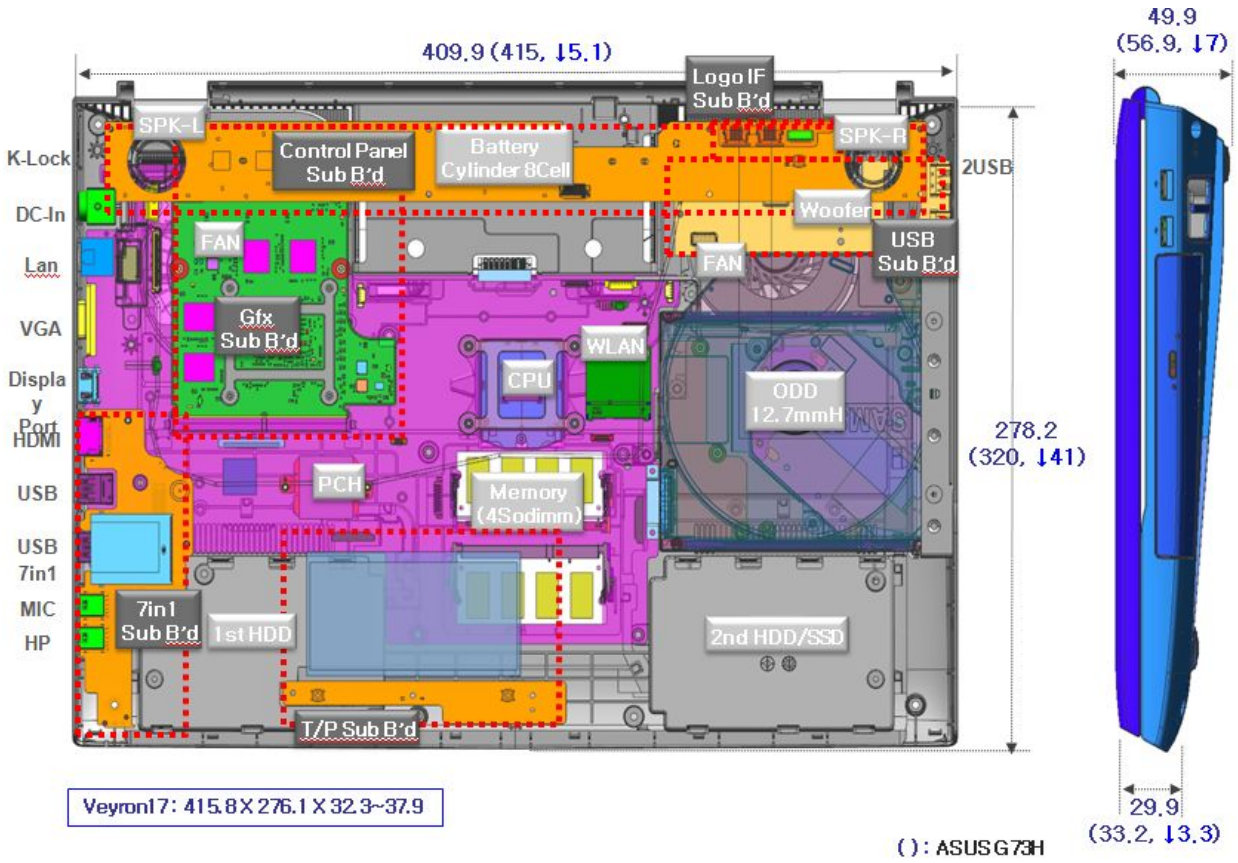 49.9
(56.9, ↓7)
409.9 (415, ↓5.1)
Logo IF
Sub B'd
SPK-L
SPK-R
K-Lock
Control Panel
Sub B'd
Battery
Cylinder 8Cell
2USB
DC-In
Woofer
FAN
USB
Sub B'd
Lan
FAN
VGA
Gfx
Sub B'd
WLAN
CPU
ODD
12.7mmH
SAM
Displa
y
Port
HDMI
278.2
(320, ↓41)
USB
PCH
Memory
(4Sodimm)
USB
7in1
MIC
7in1
Sub B'd
1st HDD
2nd HDD/SSD
HP
T/P Sub B'd
Veyron17: 415.8 X 276.1 X 32.3~37.9
29.9
(33.2, ↓3.3)
( ): ASUS G73H